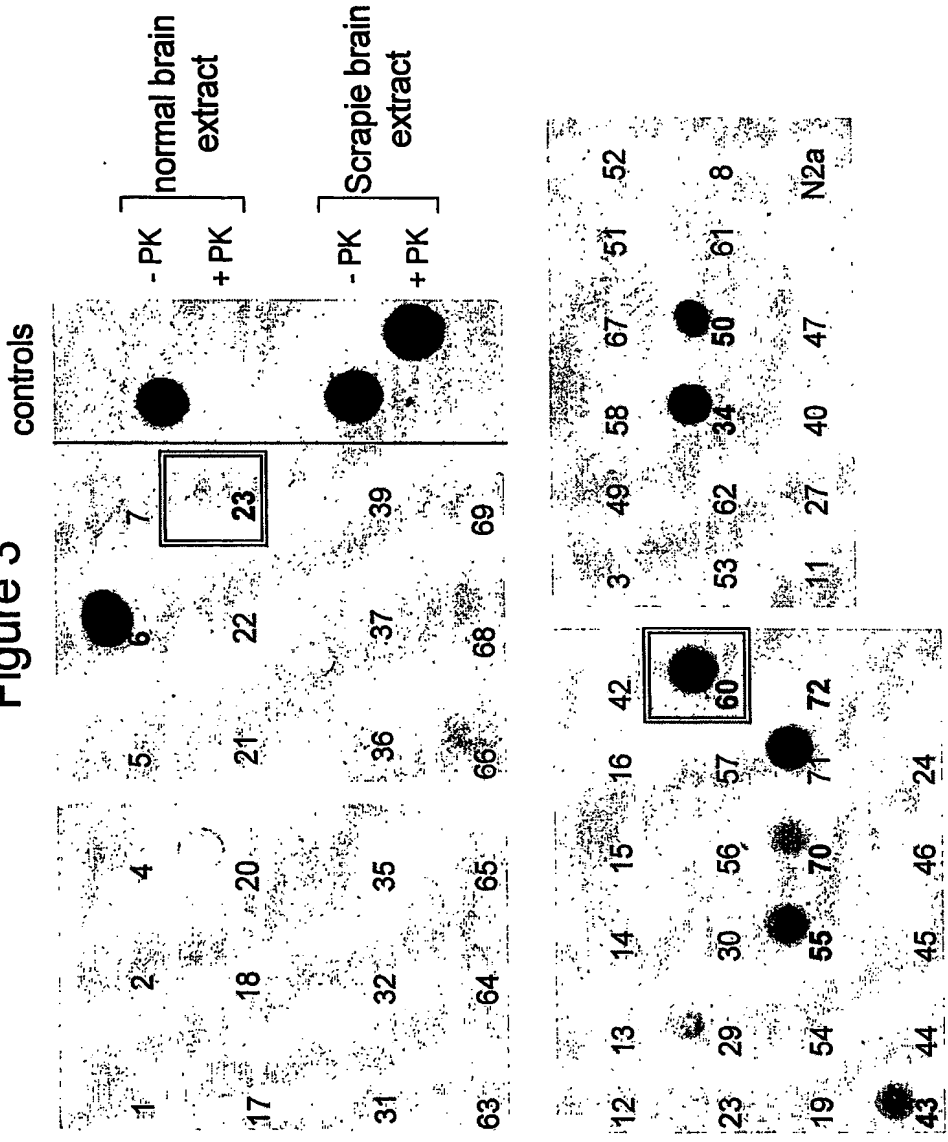 Figure 3
controls
1 2 4 5 6 7 - PK normal brain
17 18 20 21 22 23 + PK extract
31 32 35 36 37 39 - PK Scrapie brain
63 64 65 66 68 69 + PK extract
12 13 14 15 16 42
23 29 30 56 57 60
19 54 55 70 71 72
43 44 45 46 24
3 49 58 67 51 52
53 62 34 50 61 8
11 27 40 47 N2a